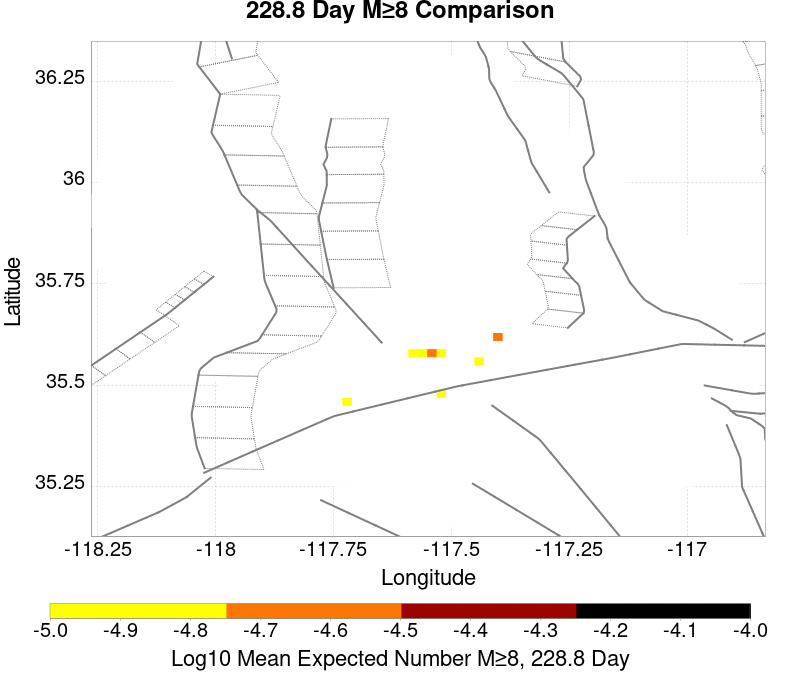 228.8 Day M≥8 Comparison
36.25
36
35.75
35.5
35.25
Latitude
-118.25 -118 -117.75 -117.5 -117.25 -117
Longitude
-5.0 -4.9 -4.8 -4.7 -4.6 -4.5 -4.4 -4.3 -4.2 -4.1 -4.0
Log10 Mean Expected Number M≥8, 228.8 Day